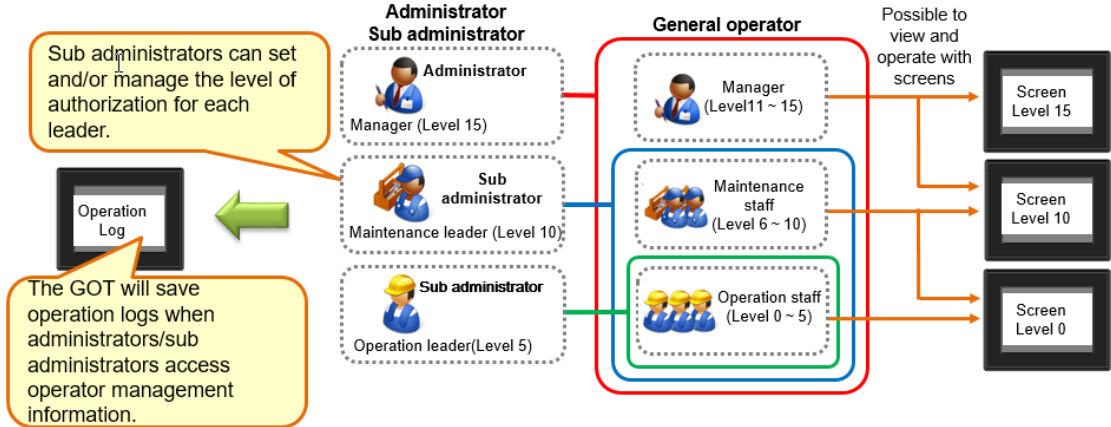 Administrator
Sub administrator
General operator
Possible to
view and
operate with
screens
Sub administrators can set
and/or manage the level of
authorization for each
leader.
Administrator
Manager (Level 15)
Manager
(Level11 ~ 15)
Screen
Level 15
Sub
administrator
Maintenance leader (Level 10)
Maintenance
staff
(Level 6 ~ 10)
Screen
Level 10
Operation
Log
Sub administrator
Operation leader(Level 5)
Operation staff
(Level 0 ~ 5)
Screen
Level 0
The GOT will save
operation logs when
administrators/sub
administrators access
operator management
information.